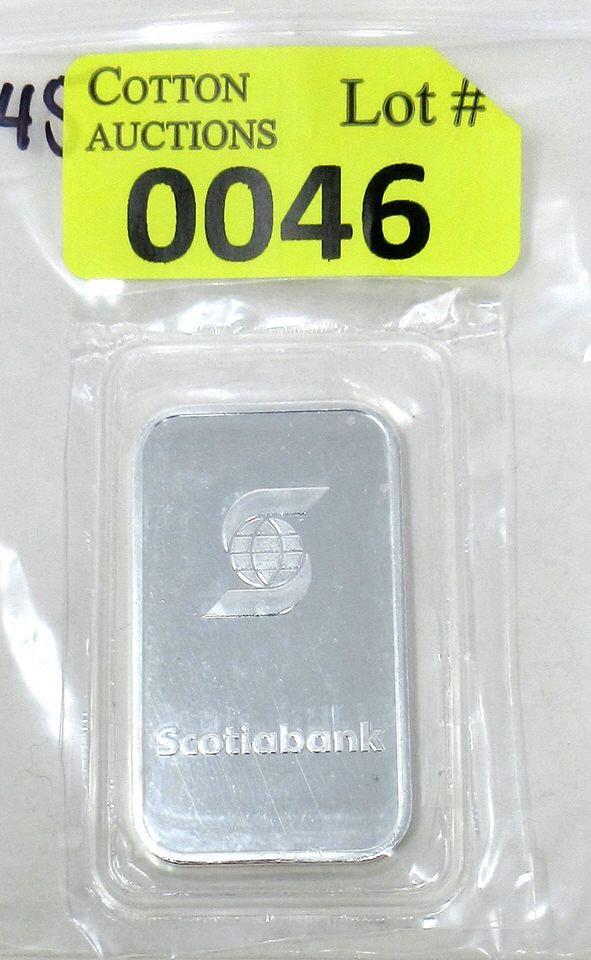 COTTON
AUCTIONS
Lot #
0046
Scotiabank